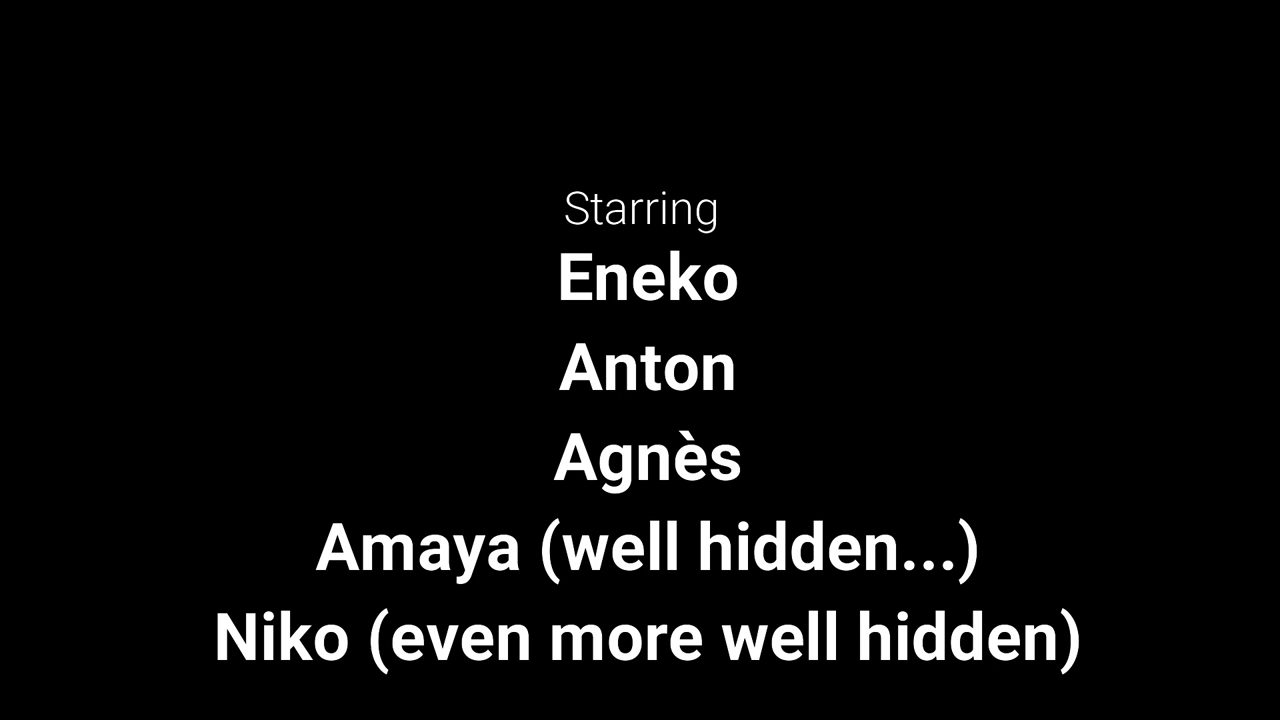 Starring
Eneko
Anton
Agnès
Amaya (well hidden...)
Niko (even more well hidden)